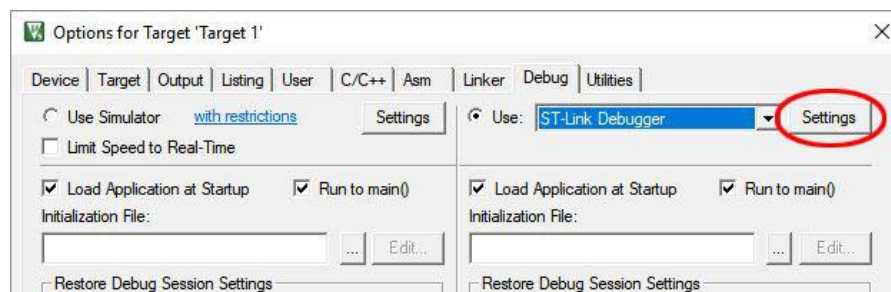 Options for Target 'Target 1'
Device Target Output Listing User C/C++ Asm Linker Debug Utilities
Use Simulator with restrictions Settings Use: ST-Link Debugger Settings
Limit Speed to Real-Time
Load Application at Startup Run to main() Load Application at Startup Run to main()
Initialization File: Initialization File:
... Edit... ... Edit...
Restore Debug Session Settings Restore Debug Session Settings